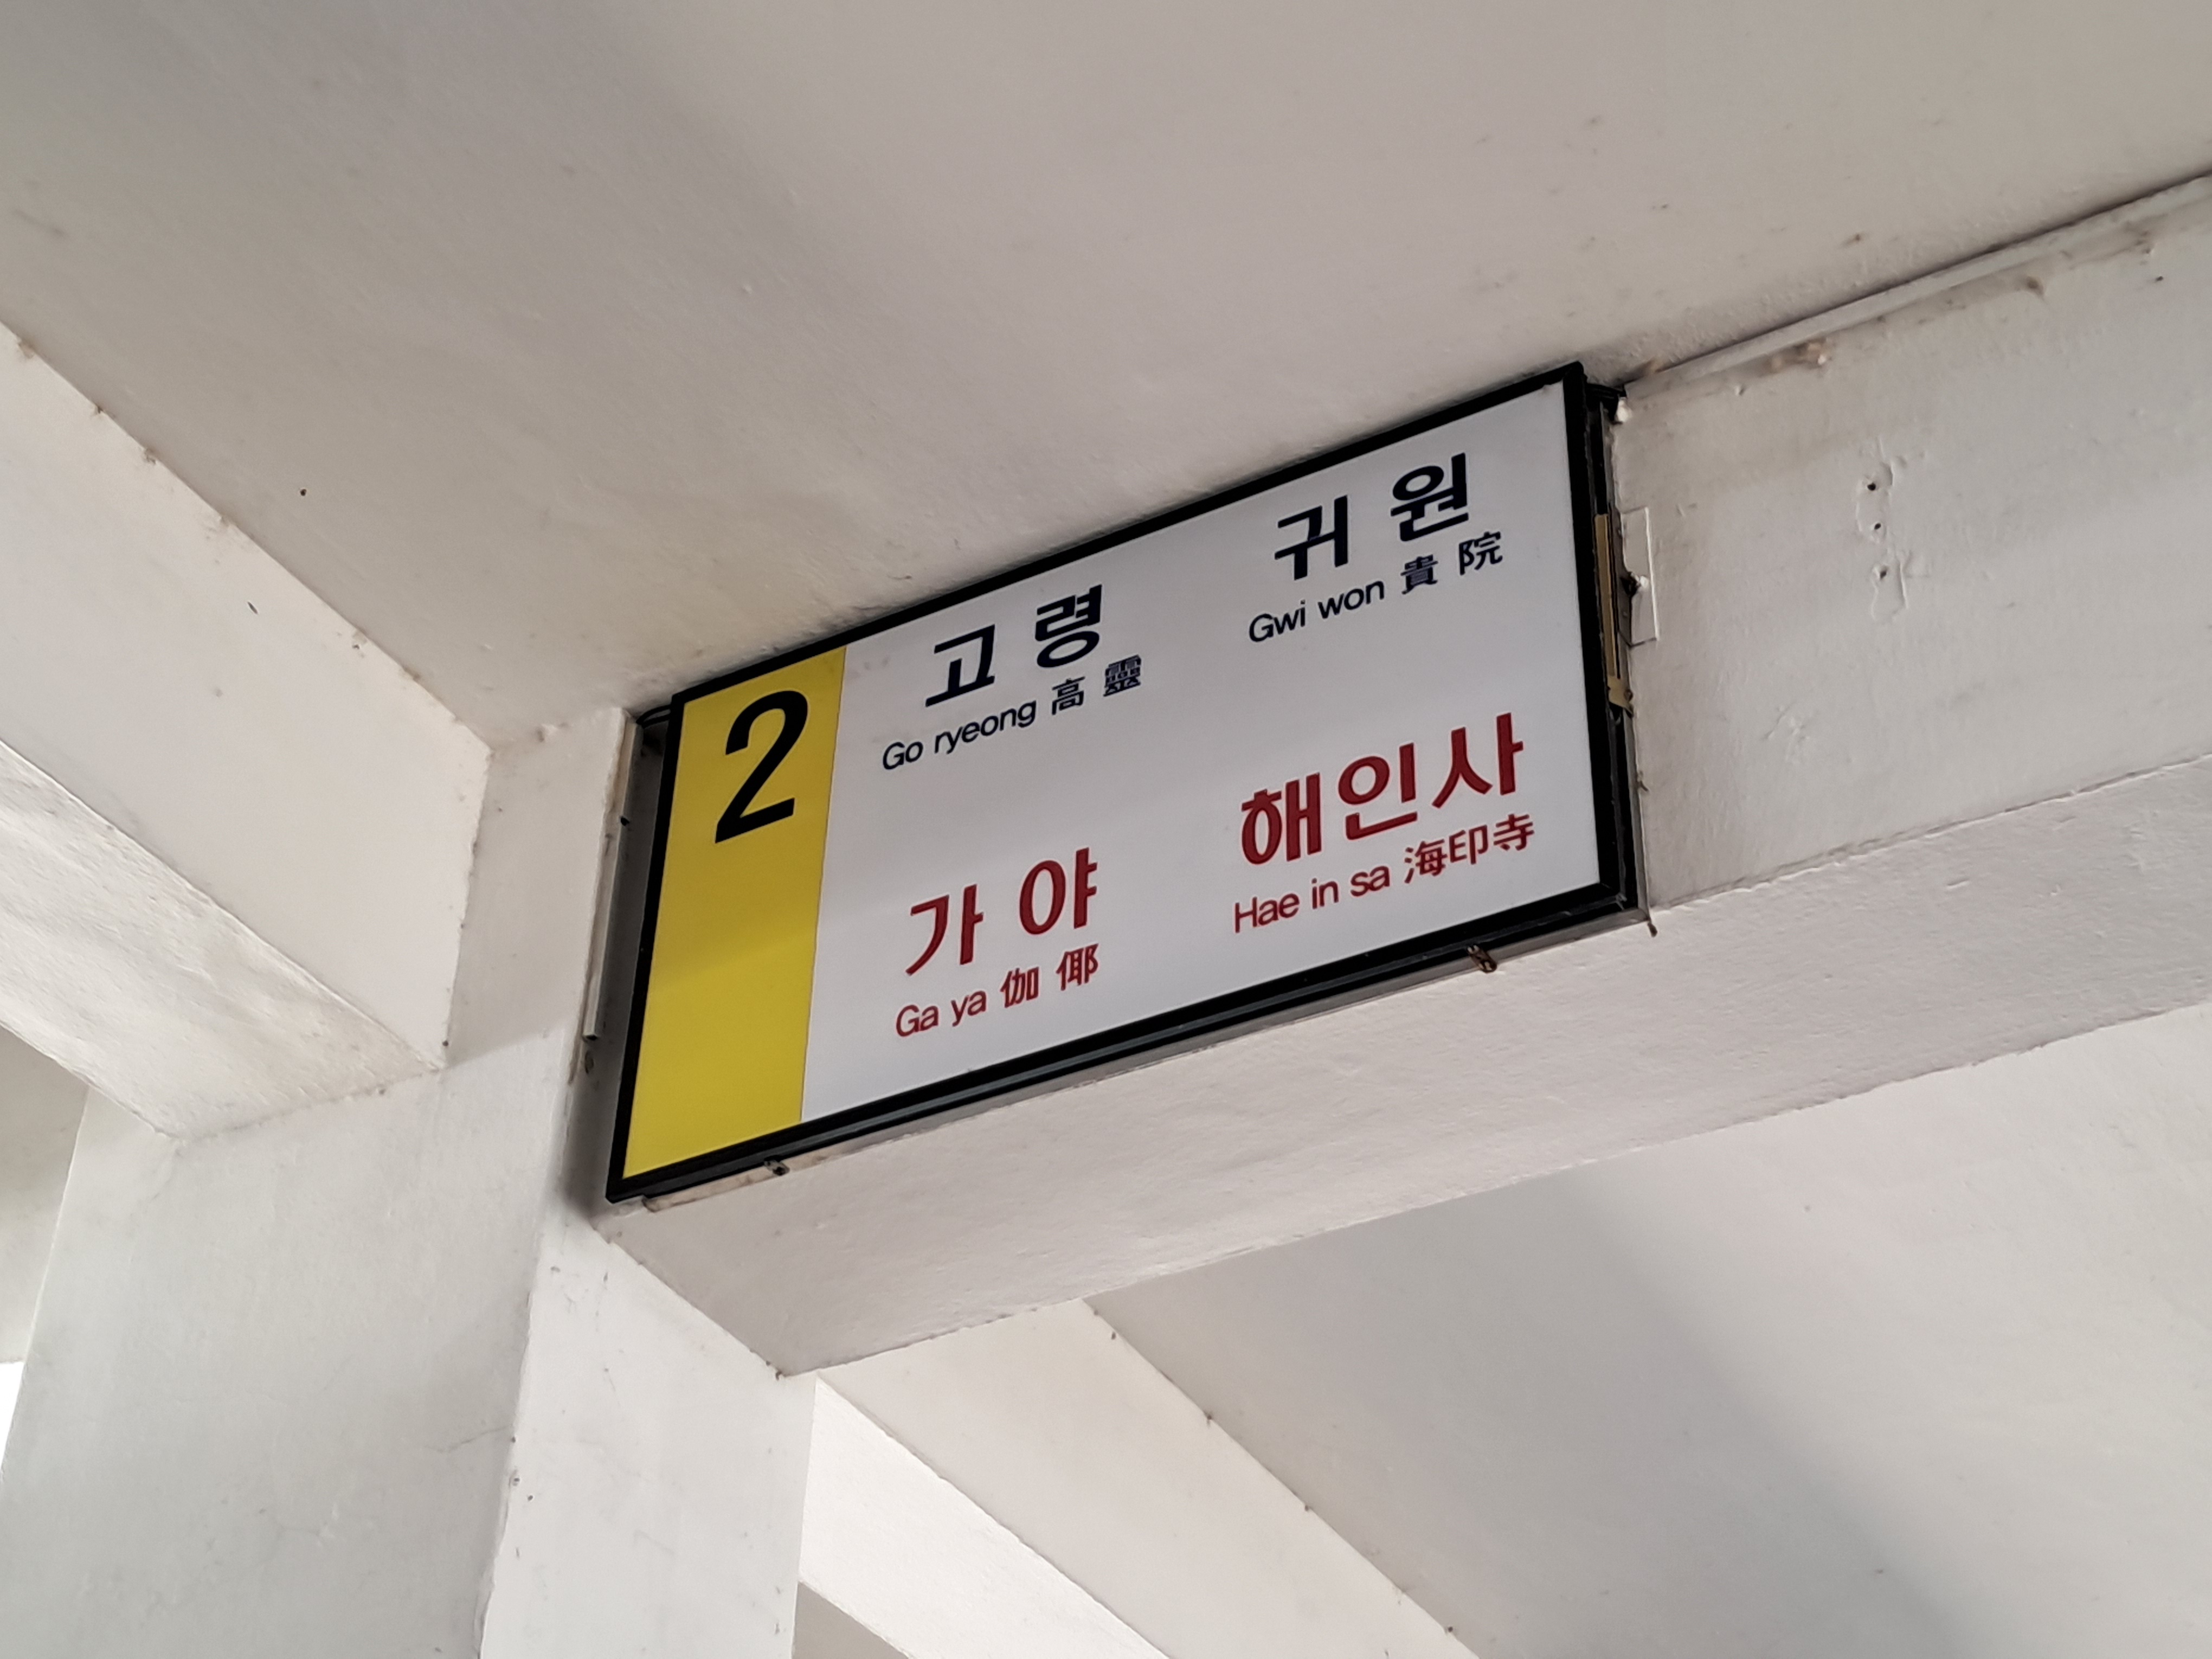 2
고령
Go ryeong 高靈
귀원
Gwi won 貴院
가야
Ga ya 伽倻
해인사
Hae in sa 海印寺